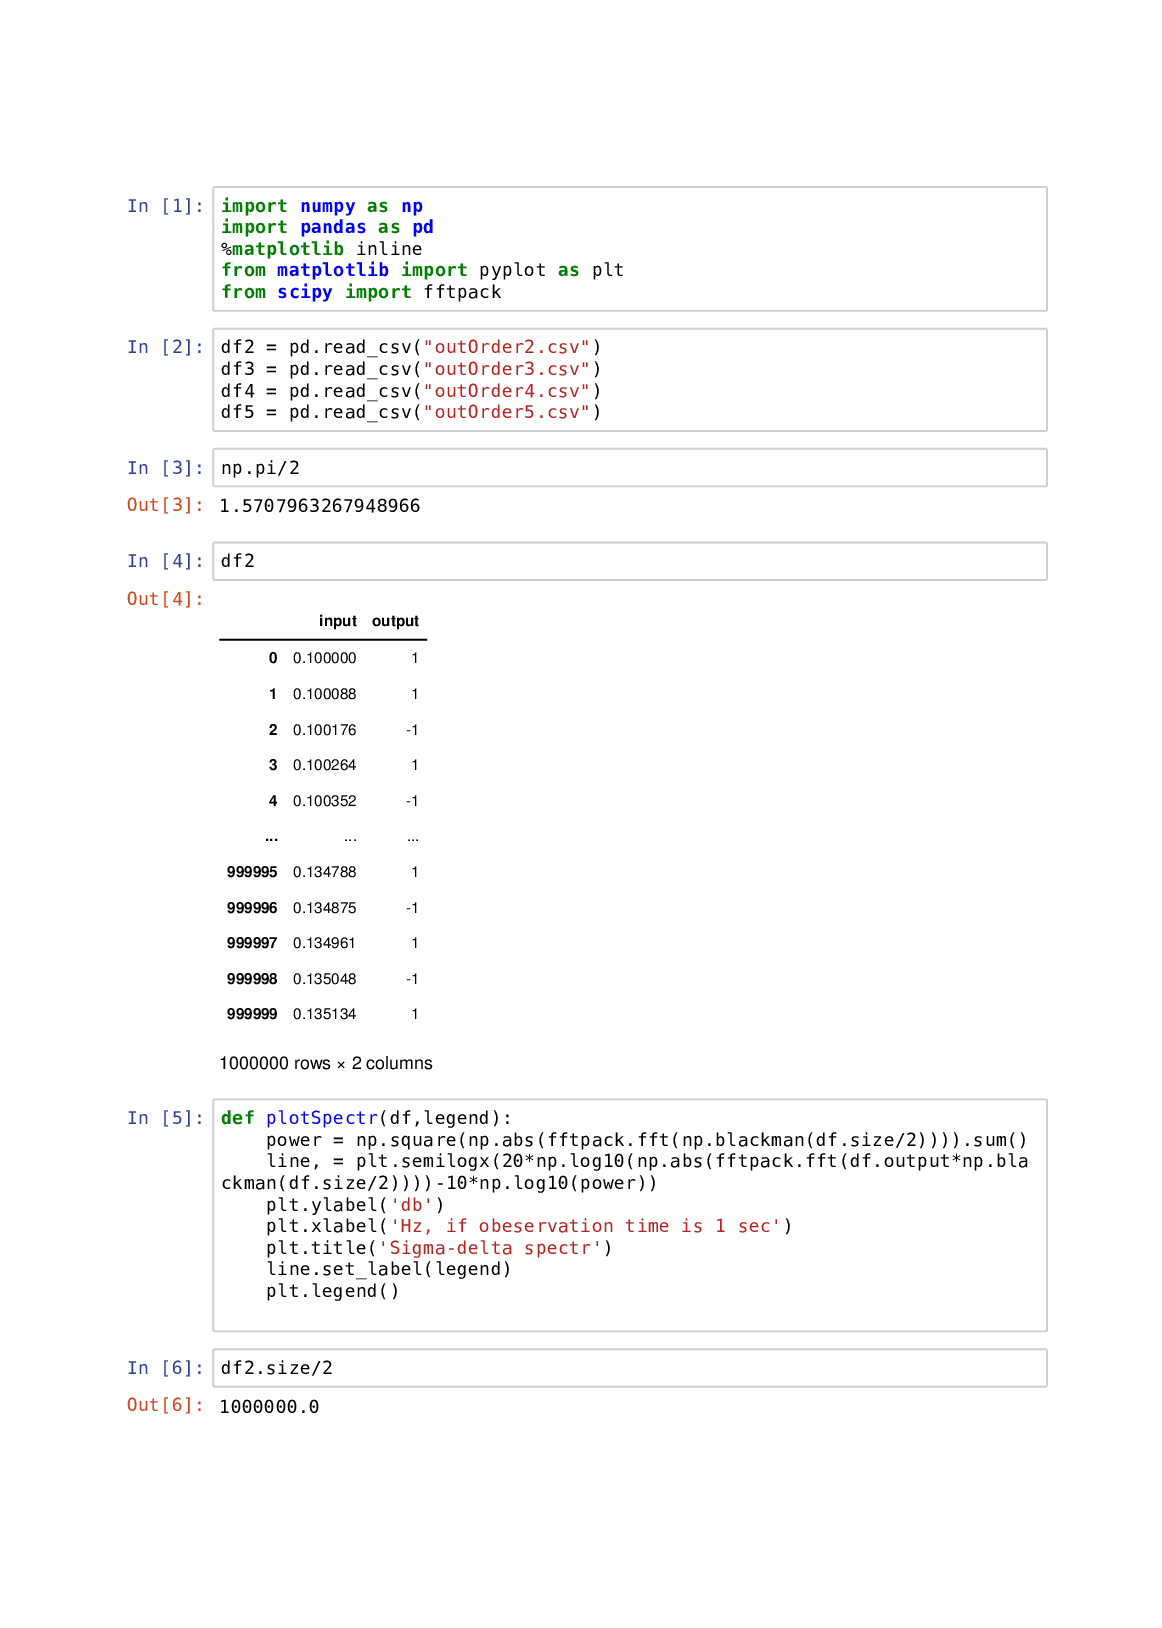 In [1]: import numpy as np
import pandas as pd
%matplotlib inline
from matplotlib import pyplot as plt
from scipy import fftpack
In [2]: df2 = pd.read_csv("outOrder2.csv")
df3 = pd.read_csv("outOrder3.csv")
df4 = pd.read_csv("outOrder4.csv")
df5 = pd.read_csv("outOrder5.csv")
In [3]: np.pi/2
Out[3]: 1.5707963267948966
In [4]: df2
Out[4]:
input output
0 0.100000 1
1 0.100088 1
2 0.100176 -1
3 0.100264 1
4 0.100352 -1
... ... ...
999995 0.134788 1
999996 0.134875 -1
999997 0.134961 1
999998 0.135048 -1
999999 0.135134 1
1000000 rows × 2 columns
In [5]: def plotSpectr(df,legend):
    power = np.square(np.abs(fftpack.fft(np.blackman(df.size/2)))).sum()
    line, = plt.semilogx(20*np.log10(np.abs(fftpack.fft(df.output*np.bla
ckman(df.size/2))))-10*np.log10(power))
    plt.ylabel('db')
    plt.xlabel('Hz, if obeservation time is 1 sec')
    plt.title('Sigma-delta spectr')
    line.set_label(legend)
    plt.legend()
In [6]: df2.size/2
Out[6]: 1000000.0